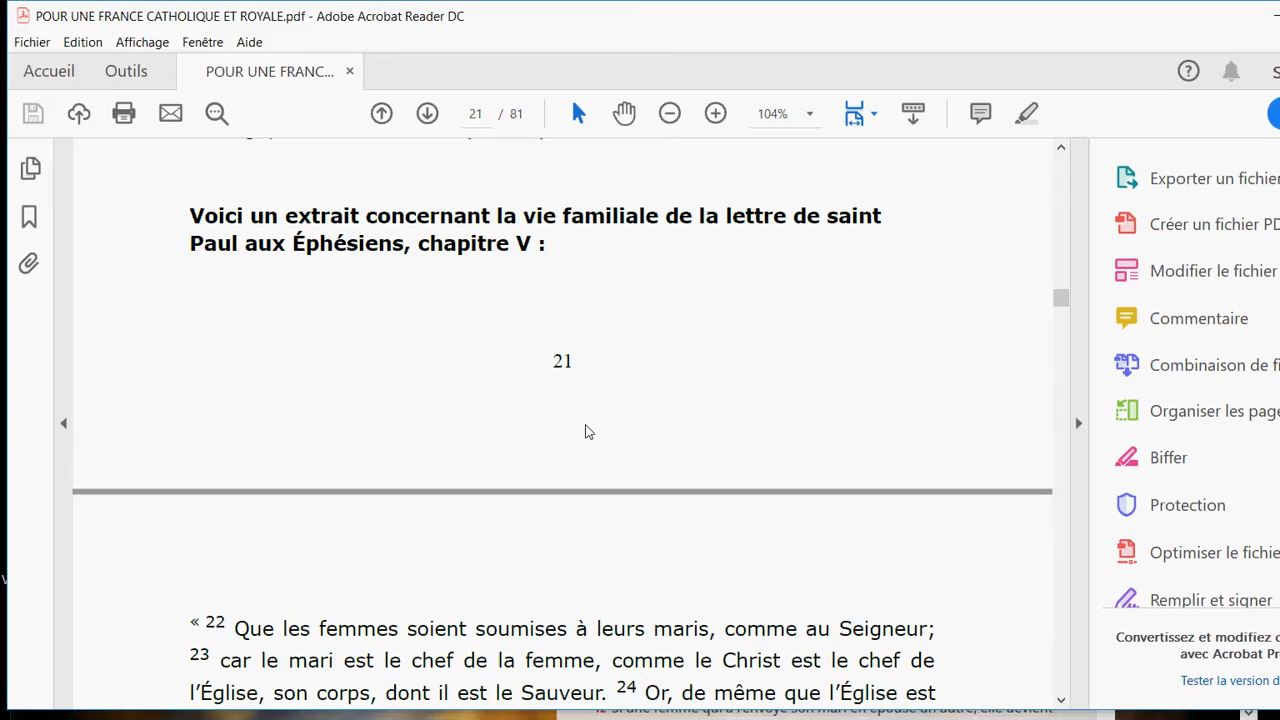 POUR UNE FRANCE CATHOLIQUE ET ROYALE.pdf - Adobe Acrobat Reader DC
Fichier Edition Affichage Fenêtre Aide
Accueil Outils POUR UNE FRANC... × ?
21 / 81 104%
Voici un extrait concernant la vie familiale de la lettre de saint
Paul aux Éphésiens, chapitre V :
21
« 22 Que les femmes soient soumises à leurs maris, comme au Seigneur;
23 car le mari est le chef de la femme, comme le Christ est le chef de
l’Église, son corps, dont il est le Sauveur. 24 Or, de même que l’Église est
Exporter un fichier
Créer un fichier PD
Modifier le fichier
Commentaire
Combinaison de fi
Organiser les page
Biffer
Protection
Optimiser le fichie
Remplir et signer
Convertissez et modifiez d
avec Acrobat Pr
Tester la version d